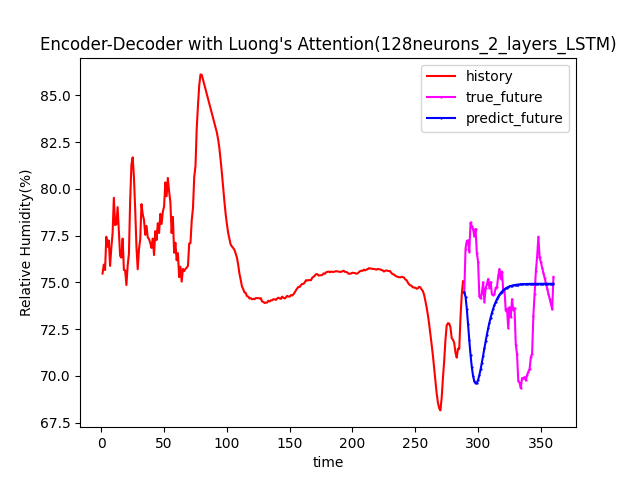 Encoder-Decoder with Luong's Attention(128neurons_2_layers_LSTM)
history
true_future
predict_future
Relative Humidity(%)
85.0
82.5
80.0
77.5
75.0
72.5
70.0
67.5
0 50 100 150 200 250 300 350
time